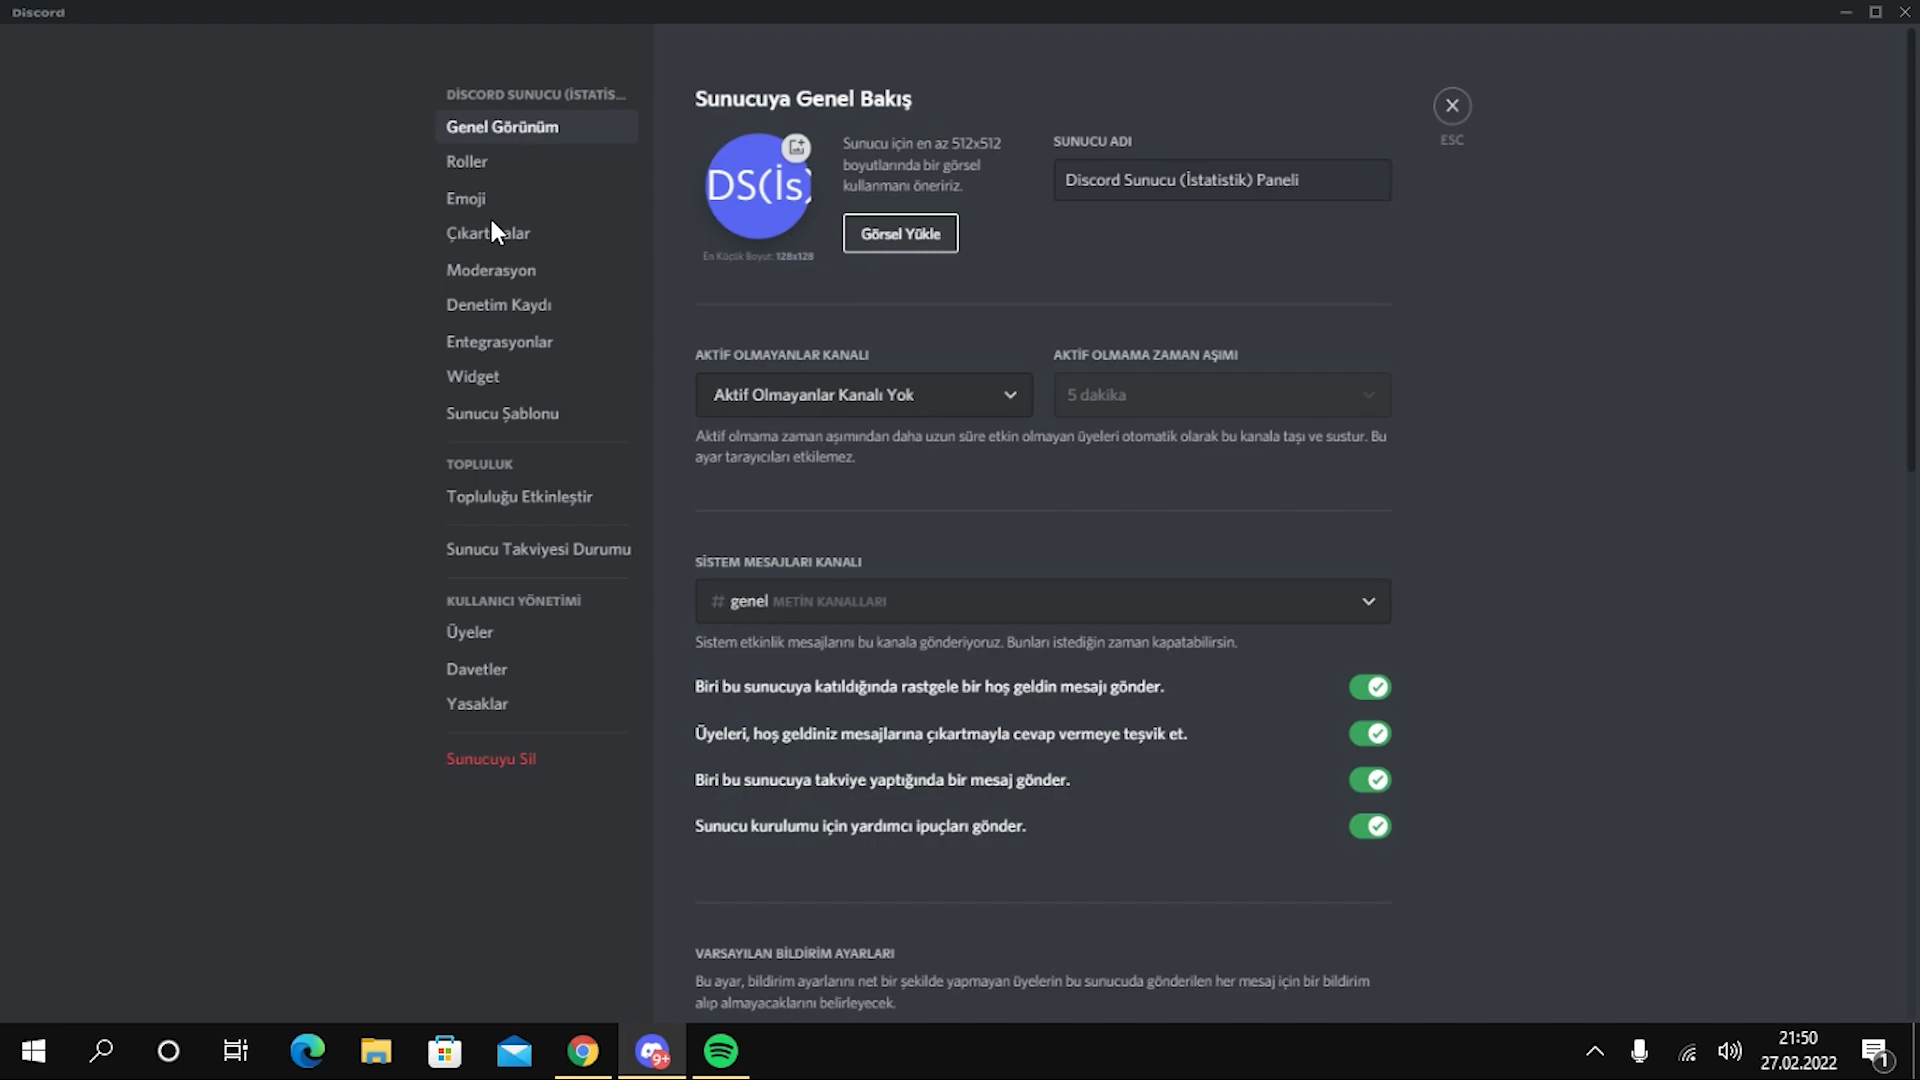 Discord
DİSCORD SUNUCU (İSTATİS...
Genel Görünüm
Roller
Emoji
Moderasyon
Denetim Kaydı
Entegrasyonlar
Widget
Sunucu Şablonu
TOPLULUK
Topluluğu Etkinleştir
Sunucu Takviyesi Durumu
KULLANICI YÖNETİMİ
Üyeler
Davetler
Yasaklar
Sunucuyu Sil
Sunucuya Genel Bakış
DS(İs)
En Küçük Boyut: 128x128
Sunucu için en az 512x512
boyutlarında bir görsel
kullanmanı öneririz.
Görsel Yükle
SUNUCU ADI
Discord Sunucu (İstatistik) Paneli
ESC
AKTİF OLMAYANLAR KANALI
Aktif Olmayanlar Kanalı Yok
AKTİF OLMAMA ZAMAN AŞIMI
5 dakika
Aktif olmama zaman aşımından daha uzun süre etkin olmayan üyeleri otomatik olarak bu kanala taşı ve sustur. Bu
ayar tarayıcıları etkilemez.
SİSTEM MESAJLARI KANALI
# genel METİN KANALLARI
Sistem etkinlik mesajlarını bu kanala gönderiyoruz. Bunları istediğin zaman kapatabilirsin.
Biri bu sunucuya katıldığında rastgele bir hoş geldin mesajı gönder.
Üyeleri, hoş geldiniz mesajlarına çıkartmayla cevap vermeye teşvik et.
Biri bu sunucuya takviye yaptığında bir mesaj gönder.
Sunucu kurulumu için yardımcı ipuçları gönder.
VARSAYILAN BİLDİRİM AYARLARI
Bu ayar, bildirim ayarlarını net bir şekilde yapmayan üyelerin bu sunucuda gönderilen her mesaj için bir bildirim
alıp almayacaklarını belirleyecek.
9+
21:50
27.02.2022
1